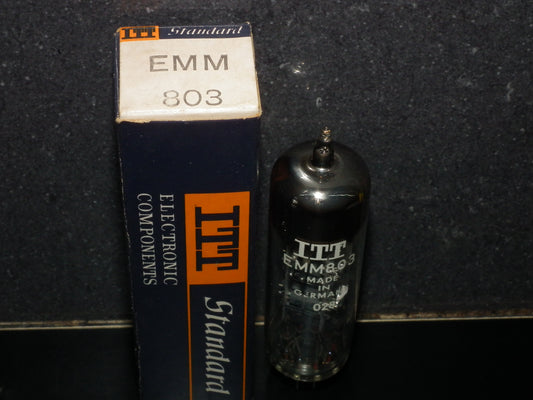 ITT Standard
EMM
803
ELECTRONIC
COMPONENTS
ITT
Standard
ITT
EMM803
MADE
IN
GERMANY